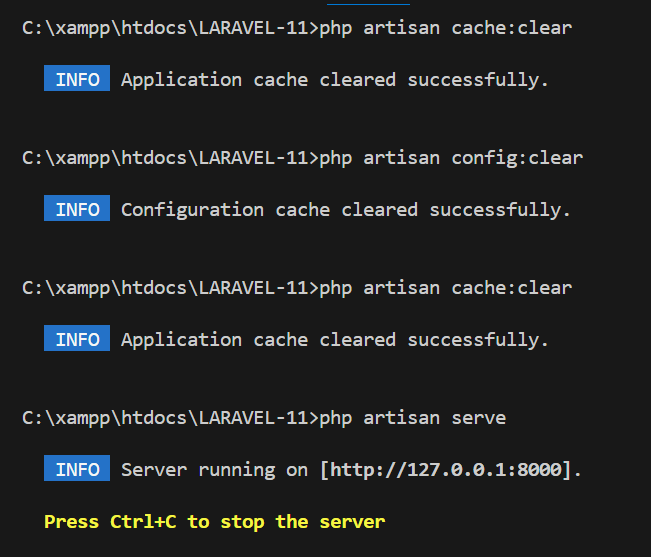 C:\xampp\htdocs\LARAVEL-11>php artisan cache:clear
INFO Application cache cleared successfully.
C:\xampp\htdocs\LARAVEL-11>php artisan config:clear
INFO Configuration cache cleared successfully.
C:\xampp\htdocs\LARAVEL-11>php artisan cache:clear
INFO Application cache cleared successfully.
C:\xampp\htdocs\LARAVEL-11>php artisan serve
INFO Server running on [http://127.0.0.1:8000].
Press Ctrl+C to stop the server